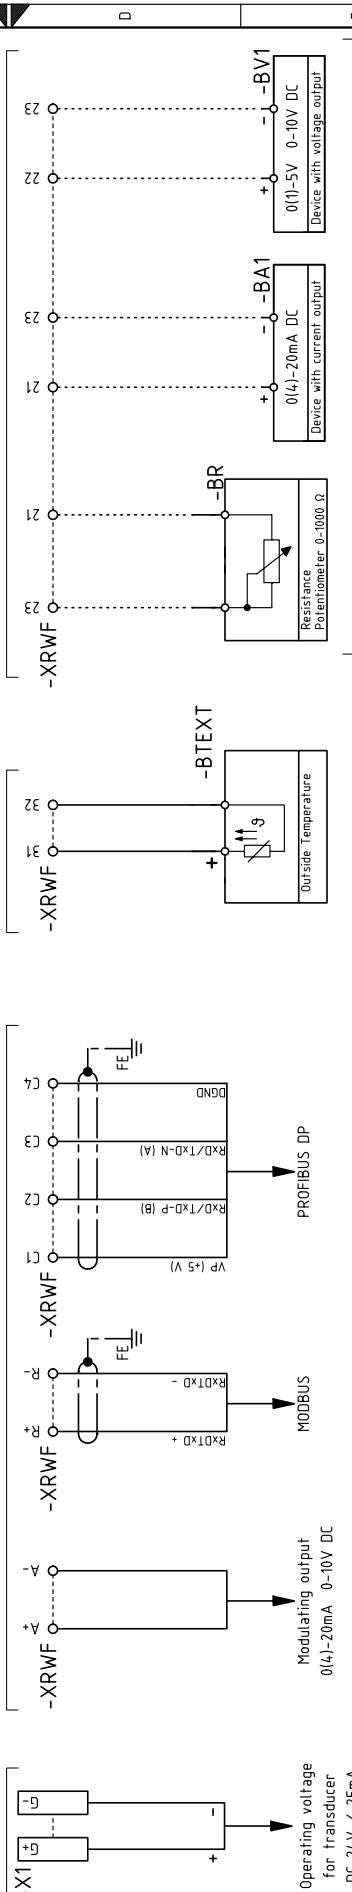 D
-BV1
23
22
-
+
0(1)-5V 0-10V DC
Device with voltage output
-BA1
23
21
-
+
0(4)-20mA DC
Device with current output
-BR
21
23
-XRWF
Resistance
Potentiometer 0-1000 Ω
-BTEXT
32
31
-XRWF
+
ϑ
Outside Temperature
C4
C3
C2
C1
-XRWF
FE
DGND
RxD/TxD-N (A)
RxD/TxD-P (B)
VP (+5 V)
PROFIBUS DP
R-
R+
-XRWF
FE
RxDTxD -
RxDTxD +
MODBUS
A-
A+
-XRWF
Modulating output
0(4)-20mA 0-10V DC
G-
G+
X1
-
+
Operating voltage
for transducer
DC 24V / 25mA